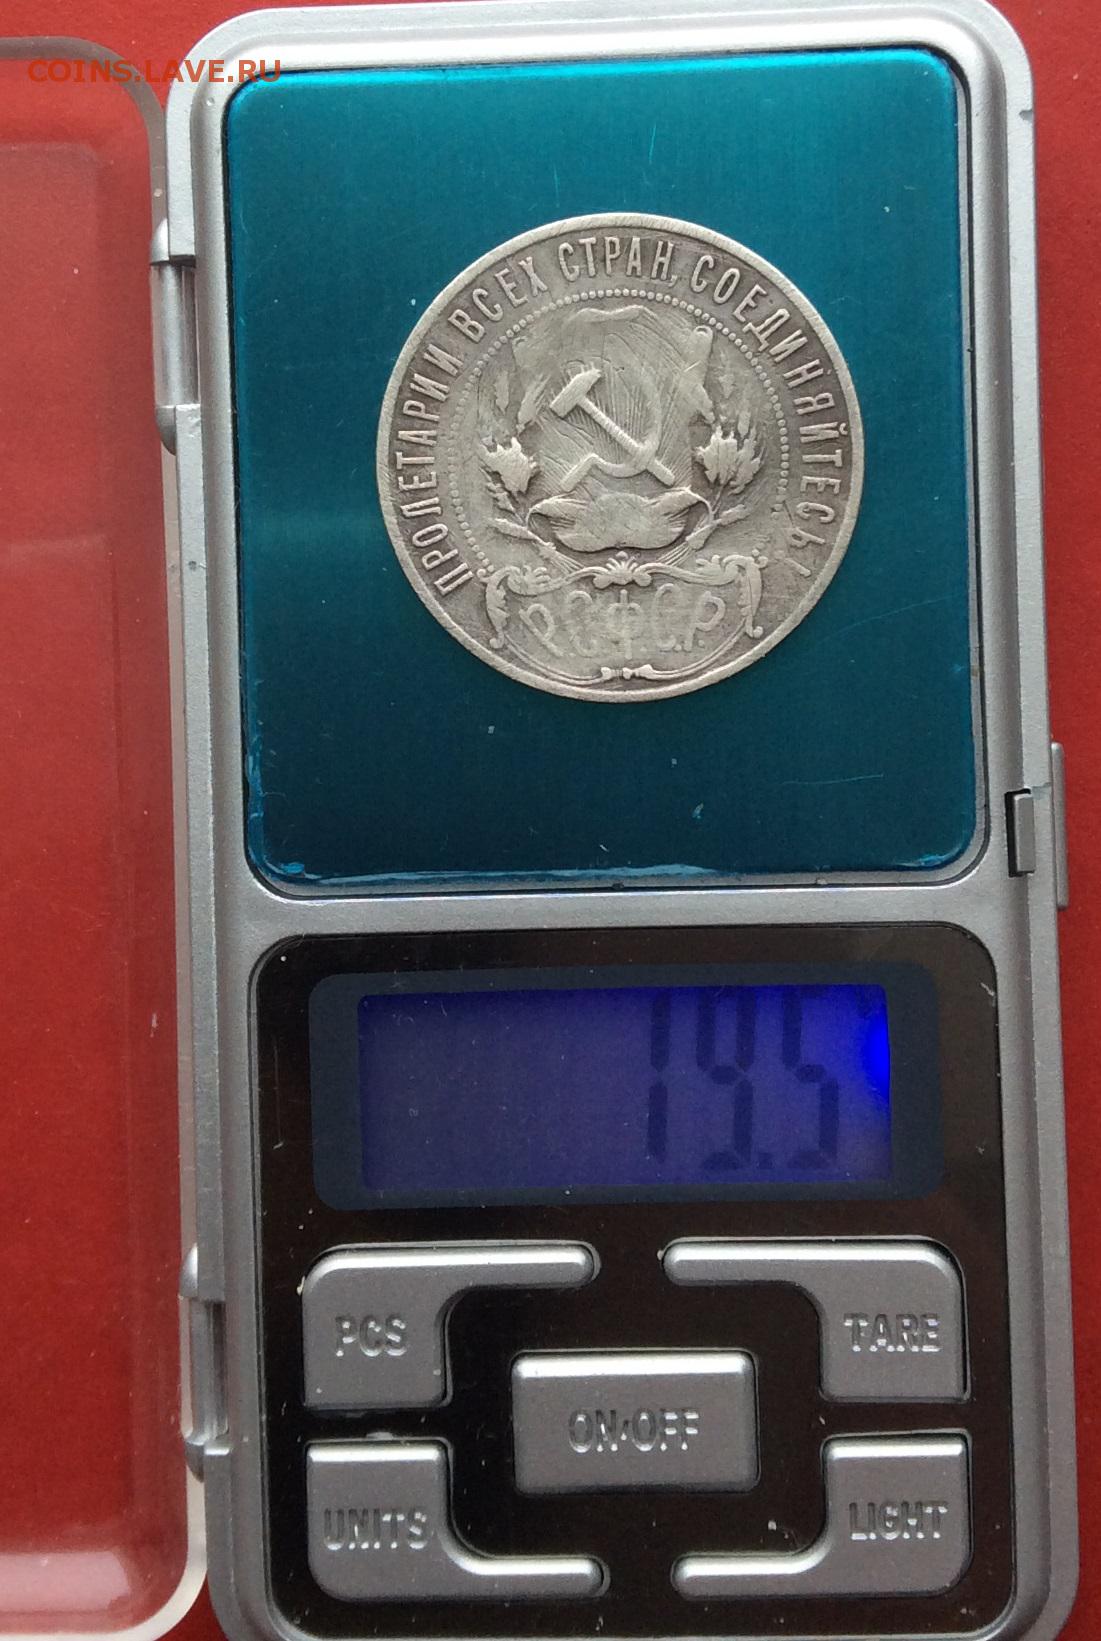 COINS.LAVE.RU
ПРОЛЕТАРИИ ВСЕХ СТРАН, СОЕДИНЯЙТЕСЬ!
Р.С.Ф.С.Р.
19.5
PCS
TARE
ON/OFF
UNITS
LIGHT